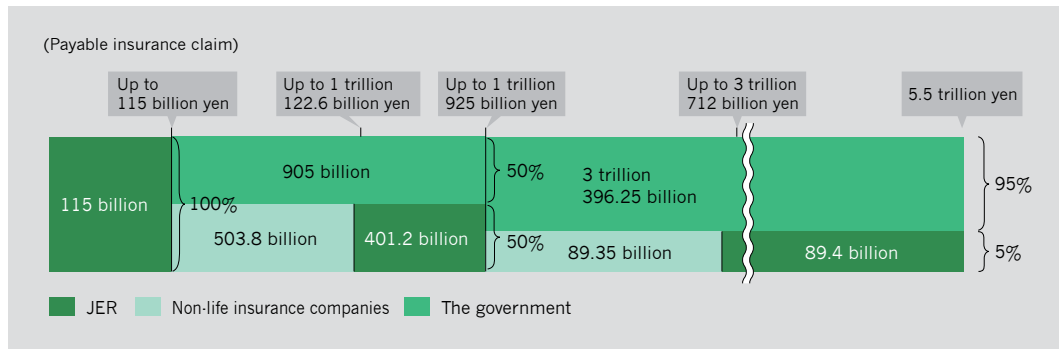 (Payable insurance claim)
Up to
115 billion yen
Up to 1 trillion
122.6 billion yen
Up to 1 trillion
925 billion yen
Up to 3 trillion
712 billion yen
5.5 trillion yen
115 billion
100%
905 billion
50%
3 trillion
396.25 billion
95%
503.8 billion
401.2 billion
50%
89.35 billion
89.4 billion
5%
JER
Non-life insurance companies
The government